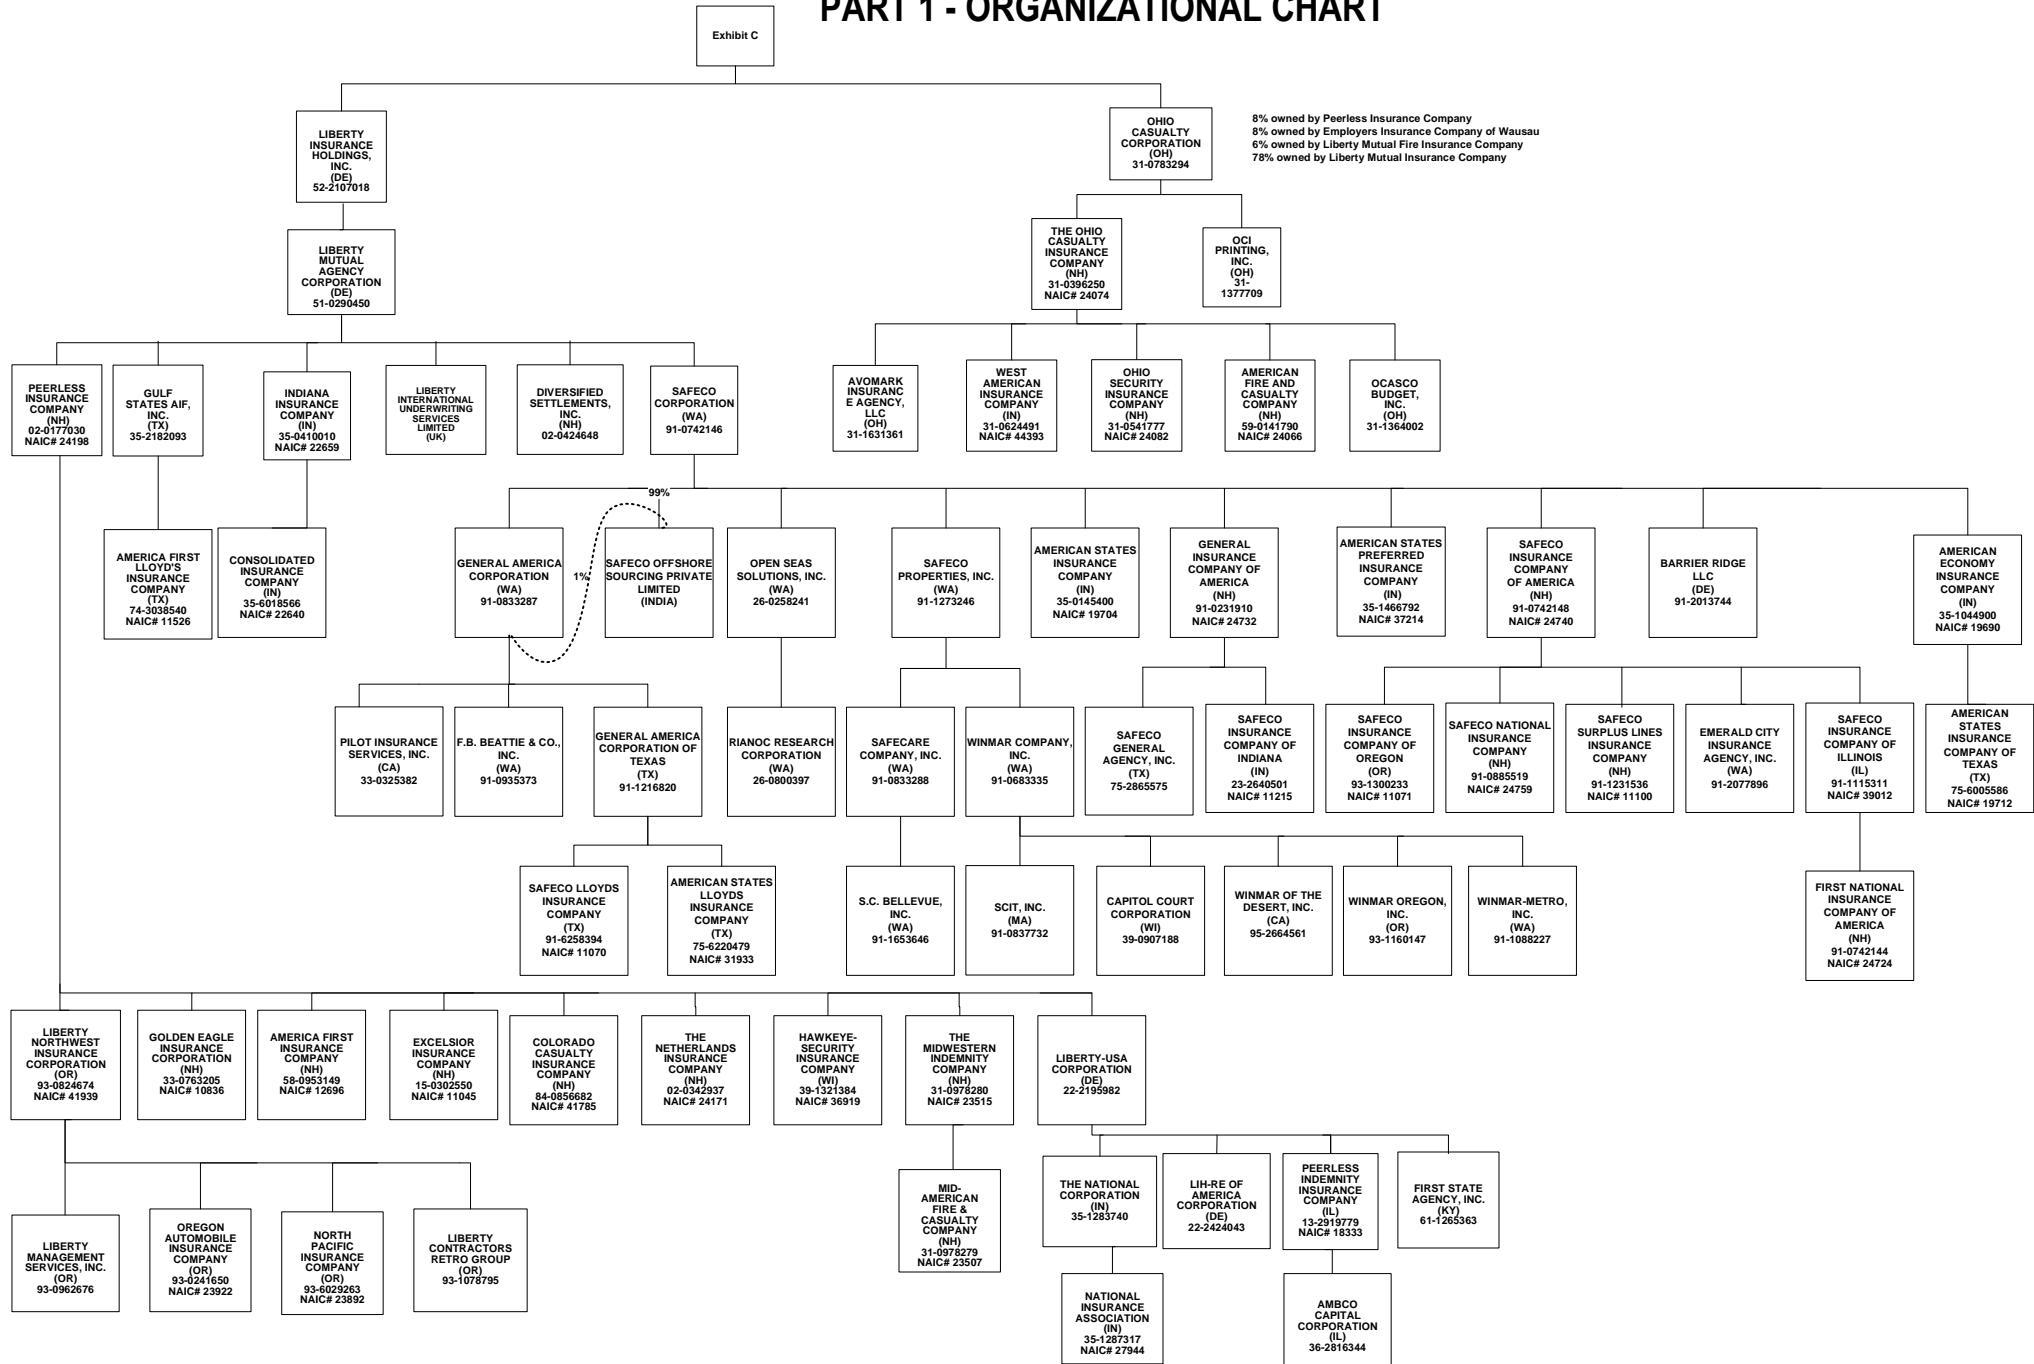 PART 1 - ORGANIZATIONAL CHART
Exhibit C
LIBERTY
INSURANCE
HOLDINGS,
INC.
(DE)
52-2107018
OHIO
CASUALTY
CORPORATION
(OH)
31-0783294
8% owned by Peerless Insurance Company
8% owned by Employers Insurance Company of Wausau
6% owned by Liberty Mutual Fire Insurance Company
78% owned by Liberty Mutual Insurance Company
LIBERTY
MUTUAL
AGENCY
CORPORATION
(DE)
51-0290450
THE OHIO
CASUALTY
INSURANCE
COMPANY
(NH)
31-0396250
NAIC# 24074
OCI
PRINTING,
INC.
(OH)
31-
1377709
PEERLESS
INSURANCE
COMPANY
(NH)
02-0177030
NAIC# 24198
GULF
STATES AIF,
INC.
(TX)
35-2182093
INDIANA
INSURANCE
COMPANY
(IN)
35-0410010
NAIC# 22659
LIBERTY
INTERNATIONAL
UNDERWRITING
SERVICES
LIMITED
(UK)
DIVERSIFIED
SETTLEMENTS,
INC.
(NH)
02-0424648
SAFECO
CORPORATION
(WA)
91-0742146
AVOMARK
INSURANC
E AGENCY,
LLC
(OH)
31-1631361
WEST
AMERICAN
INSURANCE
COMPANY
(IN)
31-0624491
NAIC# 44393
OHIO
SECURITY
INSURANCE
COMPANY
(NH)
31-0541777
NAIC# 24082
AMERICAN
FIRE AND
CASUALTY
COMPANY
(NH)
59-0141790
NAIC# 24066
OCASCO
BUDGET,
INC.
(OH)
31-1364002
99%
1%
AMERICA FIRST
LLOYD'S
INSURANCE
COMPANY
(TX)
74-3038540
NAIC# 11526
CONSOLIDATED
INSURANCE
COMPANY
(IN)
35-6018566
NAIC# 22640
GENERAL AMERICA
CORPORATION
(WA)
91-0833287
SAFECO OFFSHORE
SOURCING PRIVATE
LIMITED
(INDIA)
OPEN SEAS
SOLUTIONS, INC.
(WA)
26-0258241
SAFECO
PROPERTIES, INC.
(WA)
91-1273246
AMERICAN STATES
INSURANCE
COMPANY
(IN)
35-0145400
NAIC# 19704
GENERAL
INSURANCE
COMPANY OF
AMERICA
(NH)
91-0231910
NAIC# 24732
AMERICAN STATES
PREFERRED
INSURANCE
COMPANY
(IN)
35-1466792
NAIC# 37214
SAFECO
INSURANCE
COMPANY
OF AMERICA
(NH)
91-0742148
NAIC# 24740
BARRIER RIDGE
LLC
(DE)
91-2013744
AMERICAN
ECONOMY
INSURANCE
COMPANY
(IN)
35-1044900
NAIC# 19690
PILOT INSURANCE
SERVICES, INC.
(CA)
33-0325382
F.B. BEATTIE & CO.,
INC.
(WA)
91-0935373
GENERAL AMERICA
CORPORATION OF
TEXAS
(TX)
91-1216820
RIANOC RESEARCH
CORPORATION
(WA)
26-0800397
SAFECARE
COMPANY, INC.
(WA)
91-0833288
WINMAR COMPANY,
INC.
(WA)
91-0683335
SAFECO
GENERAL
AGENCY, INC.
(TX)
75-2865575
SAFECO
INSURANCE
COMPANY OF
INDIANA
(IN)
23-2640501
NAIC# 11215
SAFECO
INSURANCE
COMPANY OF
OREGON
(OR)
93-1300233
NAIC# 11071
SAFECO NATIONAL
INSURANCE
COMPANY
(NH)
91-0885519
NAIC# 24759
SAFECO
SURPLUS LINES
INSURANCE
COMPANY
(NH)
91-1231536
NAIC# 11100
EMERALD CITY
INSURANCE
AGENCY, INC.
(WA)
91-2077896
SAFECO
INSURANCE
COMPANY OF
ILLINOIS
(IL)
91-1115311
NAIC# 39012
AMERICAN
STATES
INSURANCE
COMPANY OF
TEXAS
(TX)
75-6005586
NAIC# 19712
SAFECO LLOYDS
INSURANCE
COMPANY
(TX)
91-6258394
NAIC# 11070
AMERICAN STATES
LLOYDS
INSURANCE
COMPANY
(TX)
75-6220479
NAIC# 31933
S.C. BELLEVUE,
INC.
(WA)
91-1653646
SCIT, INC.
(MA)
91-0837732
CAPITOL COURT
CORPORATION
(WI)
39-0907188
WINMAR OF THE
DESERT, INC.
(CA)
95-2664561
WINMAR OREGON,
INC.
(OR)
93-1160147
WINMAR-METRO,
INC.
(WA)
91-1088227
FIRST NATIONAL
INSURANCE
COMPANY OF
AMERICA
(NH)
91-0742144
NAIC# 24724
LIBERTY
NORTHWEST
INSURANCE
CORPORATION
(OR)
93-0824674
NAIC# 41939
GOLDEN EAGLE
INSURANCE
CORPORATION
(NH)
33-0763205
NAIC# 10836
AMERICA FIRST
INSURANCE
COMPANY
(NH)
58-0953149
NAIC# 12696
EXCELSIOR
INSURANCE
COMPANY
(NH)
15-0302550
NAIC# 11045
COLORADO
CASUALTY
INSURANCE
COMPANY
(NH)
84-0856682
NAIC# 41785
THE
NETHERLANDS
INSURANCE
COMPANY
(NH)
02-0342937
NAIC# 24171
HAWKEYE-
SECURITY
INSURANCE
COMPANY
(WI)
39-1321384
NAIC# 36919
THE
MIDWESTERN
INDEMNITY
COMPANY
(NH)
31-0978280
NAIC# 23515
LIBERTY-USA
CORPORATION
(DE)
22-2195982
LIBERTY
MANAGEMENT
SERVICES, INC.
(OR)
93-0962676
OREGON
AUTOMOBILE
INSURANCE
COMPANY
(OR)
93-0241650
NAIC# 23922
NORTH
PACIFIC
INSURANCE
COMPANY
(OR)
93-6029263
NAIC# 23892
LIBERTY
CONTRACTORS
RETRO GROUP
(OR)
93-1078795
MID-
AMERICAN
FIRE &
CASUALTY
COMPANY
(NH)
31-0978279
NAIC# 23507
THE NATIONAL
CORPORATION
(IN)
35-1283740
LIH-RE OF
AMERICA
CORPORATION
(DE)
22-2424043
PEERLESS
INDEMNITY
INSURANCE
COMPANY
(IL)
13-2919779
NAIC# 18333
FIRST STATE
AGENCY, INC.
(KY)
61-1265363
NATIONAL
INSURANCE
ASSOCIATION
(IN)
35-1287317
NAIC# 27944
AMBCO
CAPITAL
CORPORATION
(IL)
36-2816344